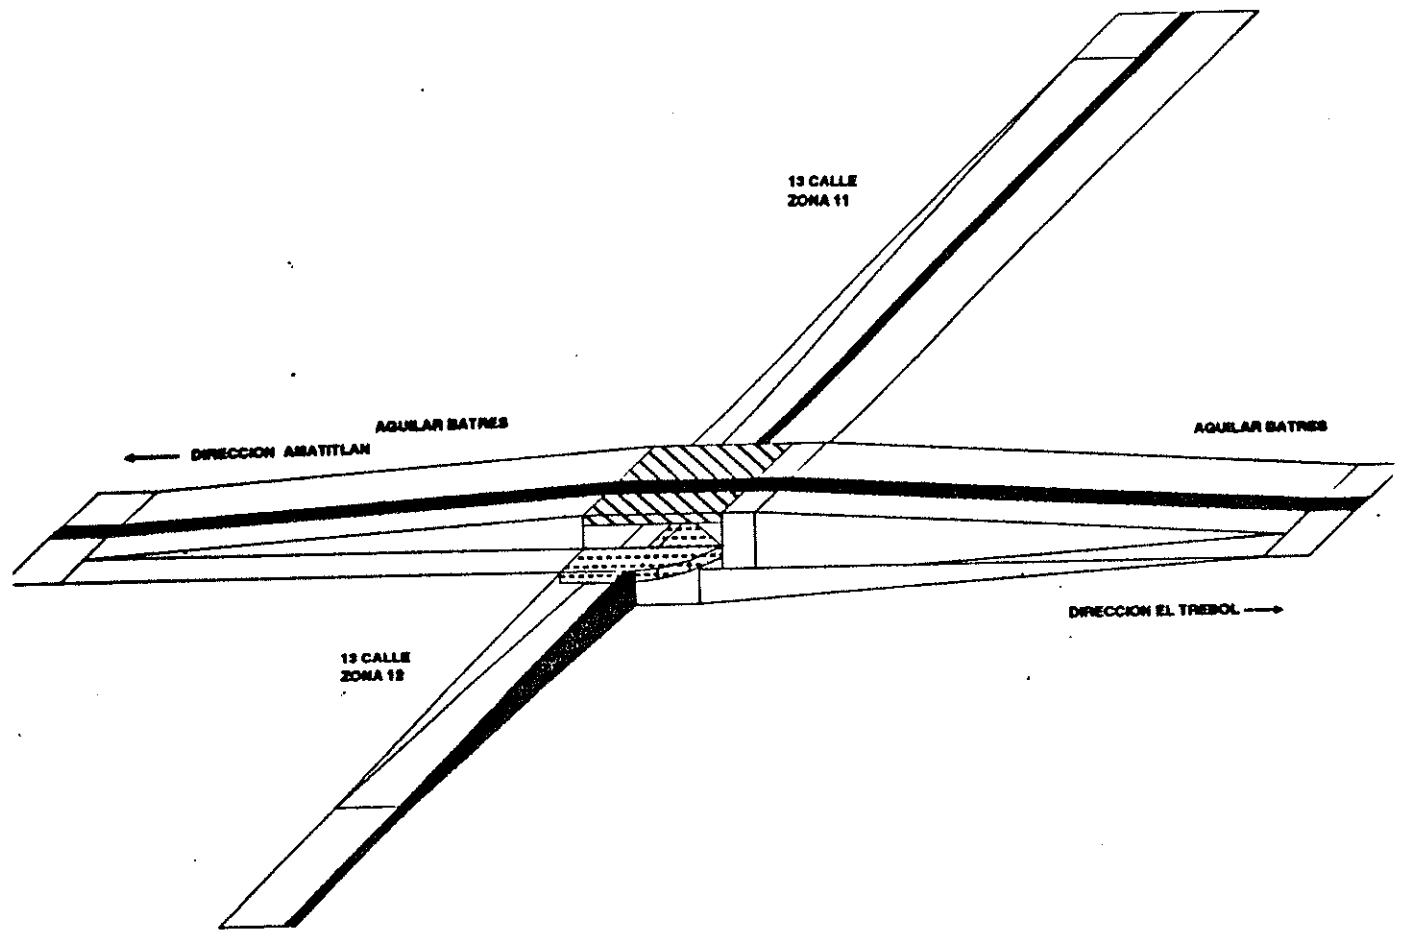 13 CALLE
ZONA 11
AGUILAR BATRES
AGUILAR BATRES
DIRECCION AMATITLAN
DIRECCION EL TREBOL
13 CALLE
ZONA 12